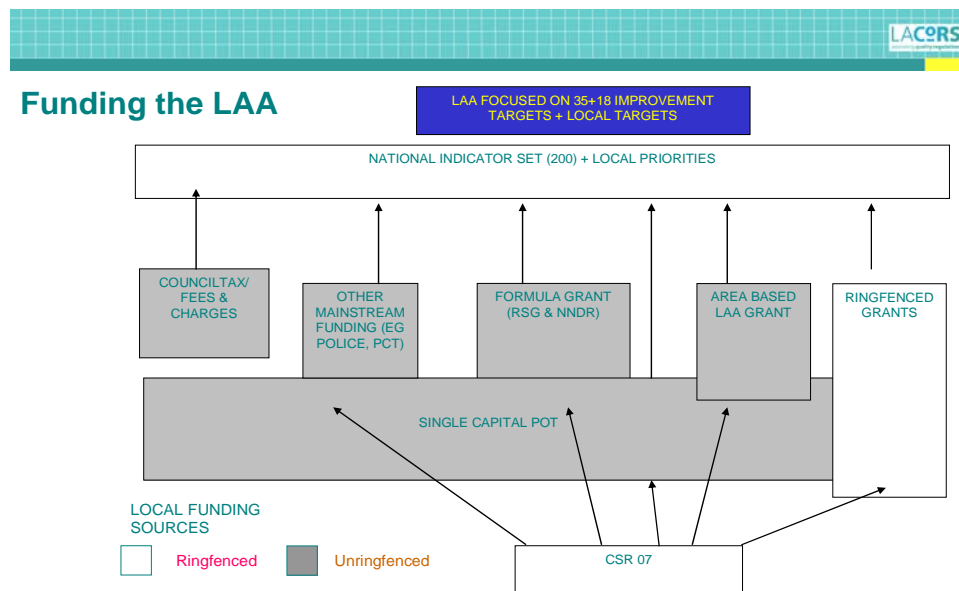 LACORS
Funding the LAA
LAA FOCUSED ON 35+18 IMPROVEMENT
TARGETS + LOCAL TARGETS
NATIONAL INDICATOR SET (200) + LOCAL PRIORITIES
COUNCILTAX/
FEES &
CHARGES
OTHER
MAINSTREAM
FUNDING (EG
POLICE, PCT)
FORMULA GRANT
(RSG & NNDR)
AREA BASED
LAA GRANT
RINGFENCED
GRANTS
SINGLE CAPITAL POT
LOCAL FUNDING
SOURCES
Ringfenced
Unringfenced
CSR 07